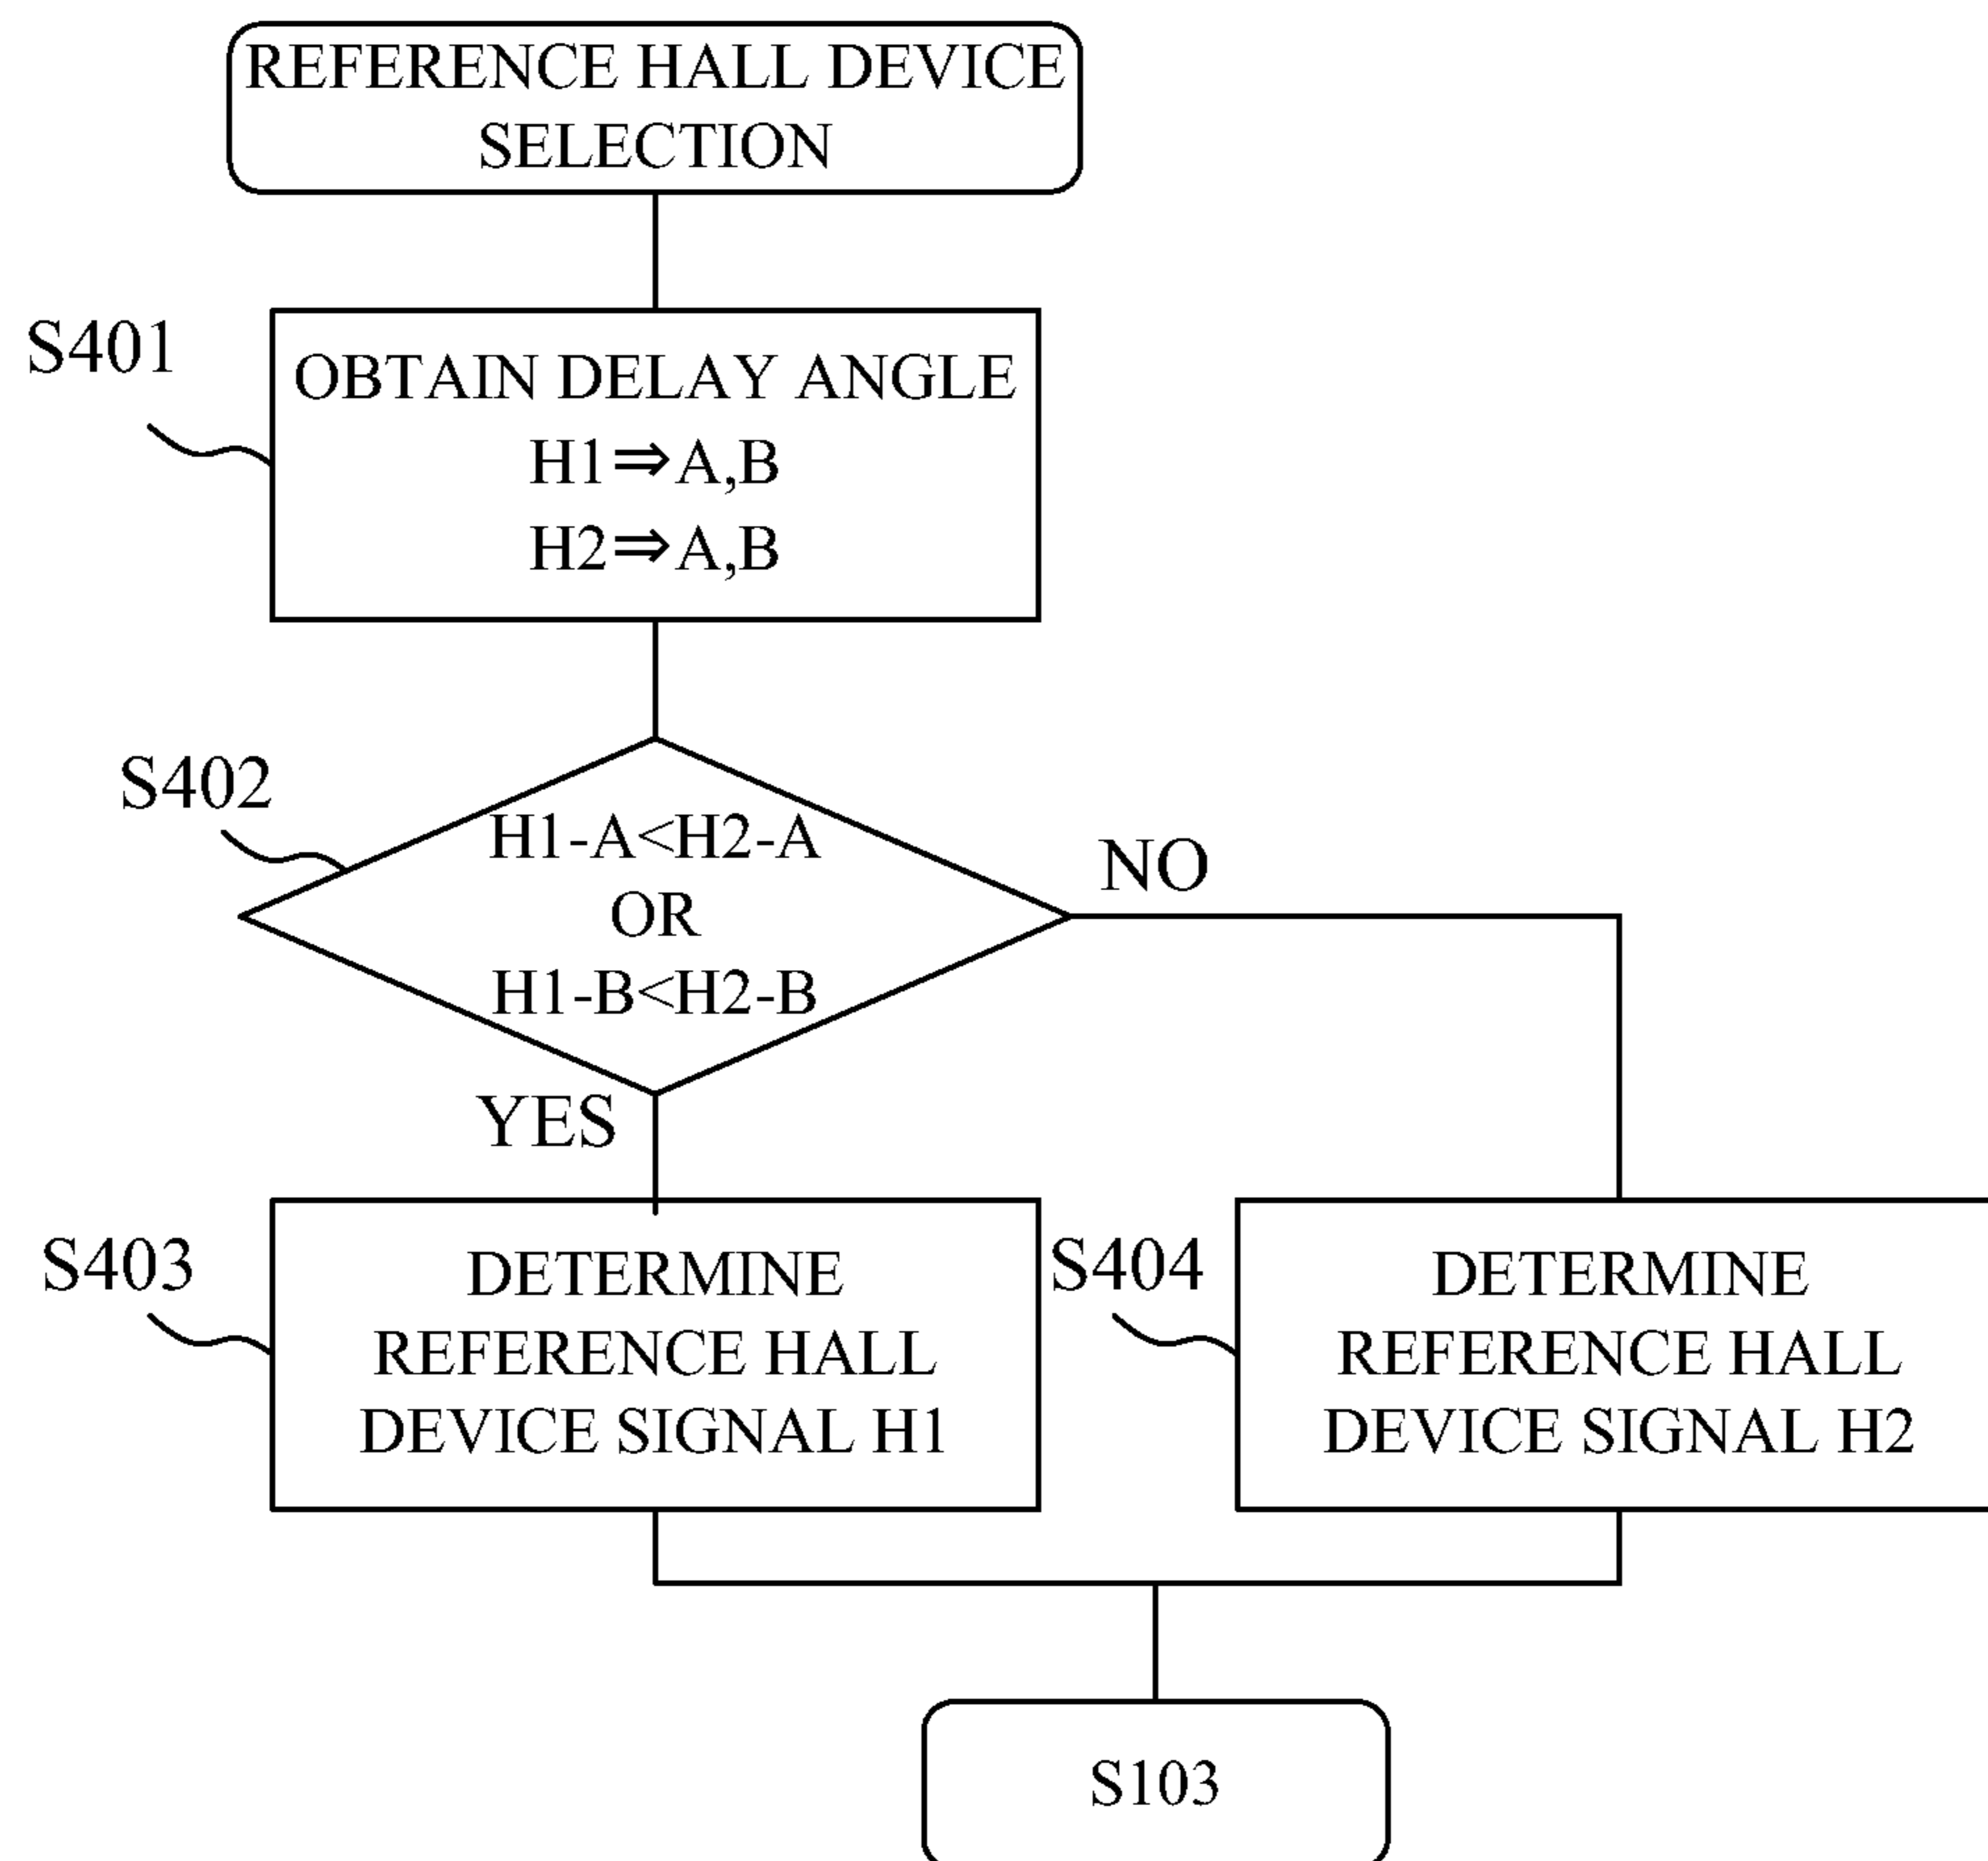 REFERENCE HALL DEVICE
SELECTION
S401
OBTAIN DELAY ANGLE
H1⇒A,B
H2⇒A,B
S402
H1-A<H2-A
OR
H1-B<H2-B
NO
YES
S403
DETERMINE
REFERENCE HALL
DEVICE SIGNAL H1
S404
DETERMINE
REFERENCE HALL
DEVICE SIGNAL H2
S103